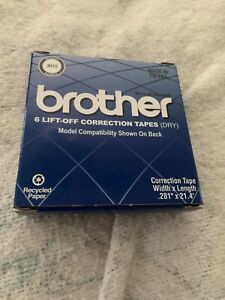 3015
brother
6 LIFT-OFF CORRECTION TAPES (DRY)
Model Compatibility Shown On Back
Recycled
Paper
Correction Tape
Width x Length
.281" x 21.4'